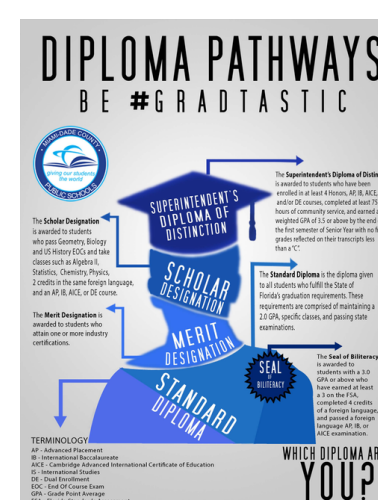 DIPLOMA PATHWAYS
BE #GRADTASTIC
MIAMI-DADE COUNTY
giving our students
the world
PUBLIC SCHOOLS
SUPERINTENDENT'S
DIPLOMA OF
DISTINCTION
The Superintendent's Diploma of Distin
is awarded to students who have been
enrolled in at least 4 Honors, AP, IB, AICE,
and/or DE courses, completed at least 75
hours of community service, and earned a
weighted GPA of 3.5 or above by the end
the first semester of Senior Year with no fi
grades reflected on their transcripts less
than a "C".
The Scholar Designation
is awarded to students
who pass Geometry, Biology
and US History EOCs and take
classes such as Algebra II,
Statistics, Chemistry, Physics,
2 credits in the same foreign language,
and an AP, IB, AICE, or DE course.
SCHOLAR
DESIGNATION
The Standard Diploma is the diploma given
to all students who fulfill the State of
Florida's graduation requirements. These
requirements are comprised of maintaining a
2.0 GPA, specific classes, and passing state
examinations.
The Merit Designation is
awarded to students who
attain one or more industry
certifications.
MERIT
DESIGNATION
SEAL
OF
BILITERACY
The Seal of Biliteracy
is awarded to
students with a 3.0
GPA or above who
have earned at least
a 3 on the FSA,
completed 4 credits
of a foreign language,
and passed a foreign
language AP, IB, or
AICE examination.
STANDARD
DIPLOMA
TERMINOLOGY
AP - Advanced Placement
IB - International Baccalaureate
AICE - Cambridge Advanced International Certificate of Education
IS - International Studies
DE - Dual Enrollment
EOC - End Of Course Exam
GPA - Grade Point Average
WHICH DIPLOMA AR
YOU?